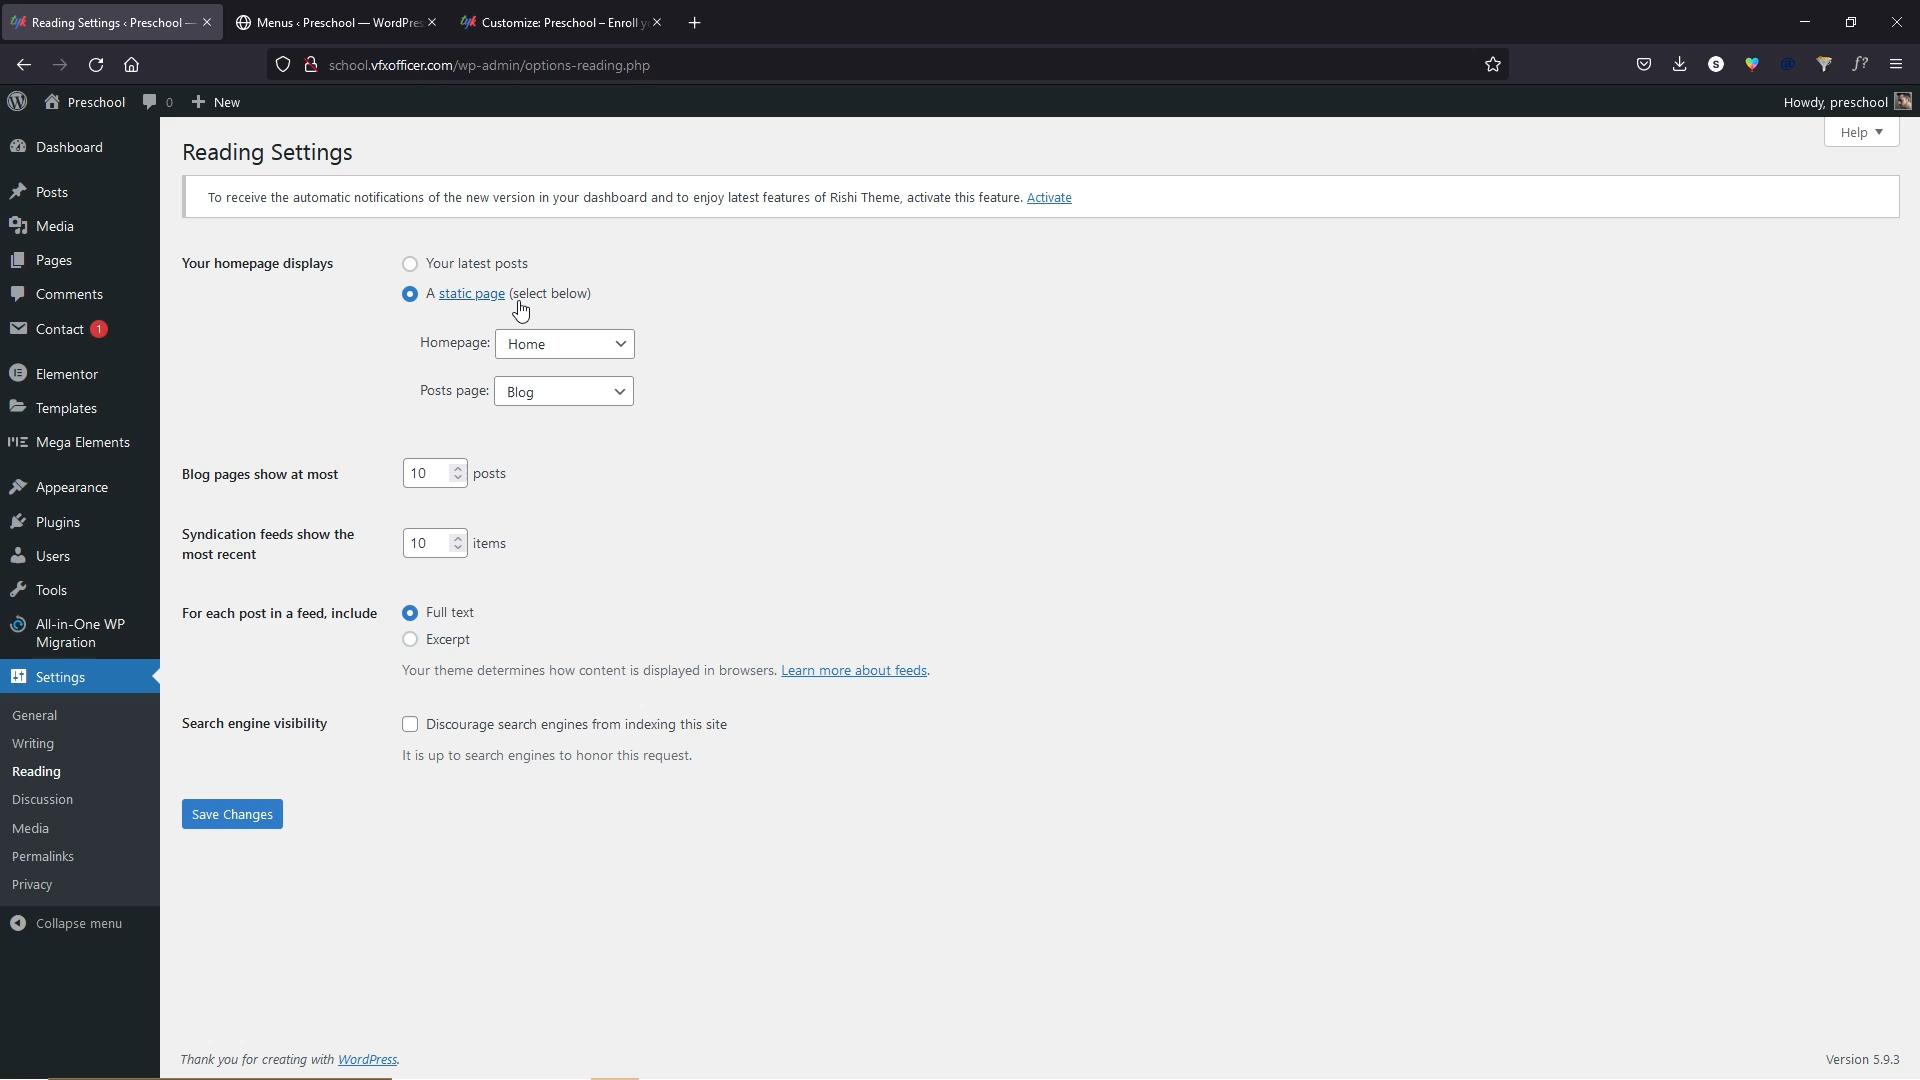 Reading Settings ‹ Preschool —
Menus ‹ Preschool — WordPres
Customize: Preschool – Enroll y
school.vfxofficer.com/wp-admin/options-reading.php
Preschool
0
New
Howdy, preschool
Help
Dashboard
Posts
Media
Pages
Comments
Contact 1
Elementor
Templates
Mega Elements
Appearance
Plugins
Users
Tools
All-in-One WP
Migration
Settings
General
Writing
Reading
Discussion
Media
Permalinks
Privacy
Collapse menu
Reading Settings
To receive the automatic notifications of the new version in your dashboard and to enjoy latest features of Rishi Theme, activate this feature. Activate
Your homepage displays
Your latest posts
A static page (select below)
Homepage: Home
Posts page: Blog
Blog pages show at most 10 posts
Syndication feeds show the
most recent
10 items
For each post in a feed, include
Full text
Excerpt
Your theme determines how content is displayed in browsers. Learn more about feeds.
Search engine visibility
Discourage search engines from indexing this site
It is up to search engines to honor this request.
Save Changes
Thank you for creating with WordPress.
Version 5.9.3